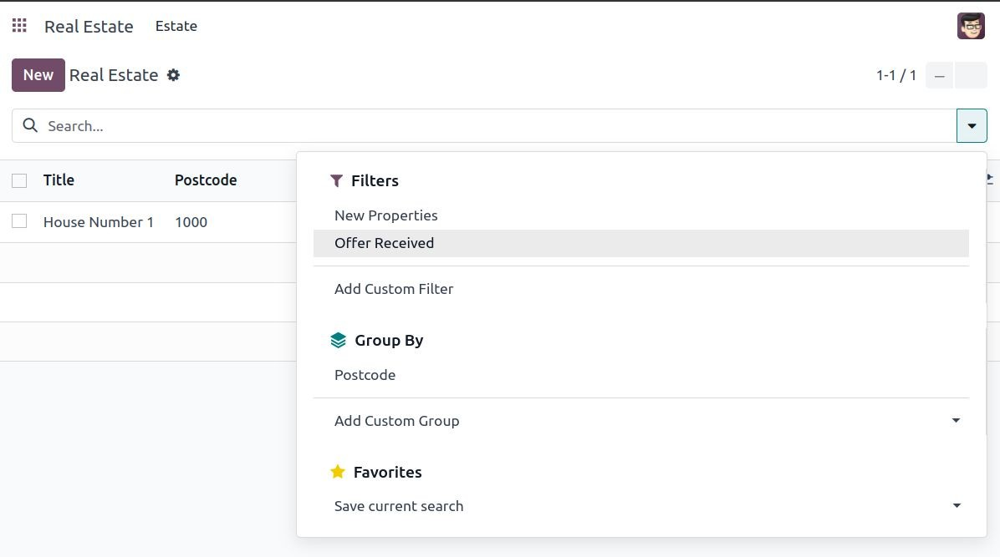 Real Estate Estate
New Real Estate 1-1 / 1
Search...
Title Postcode
House Number 1 1000
Filters
New Properties
Offer Received
Add Custom Filter
Group By
Postcode
Add Custom Group
Favorites
Save current search